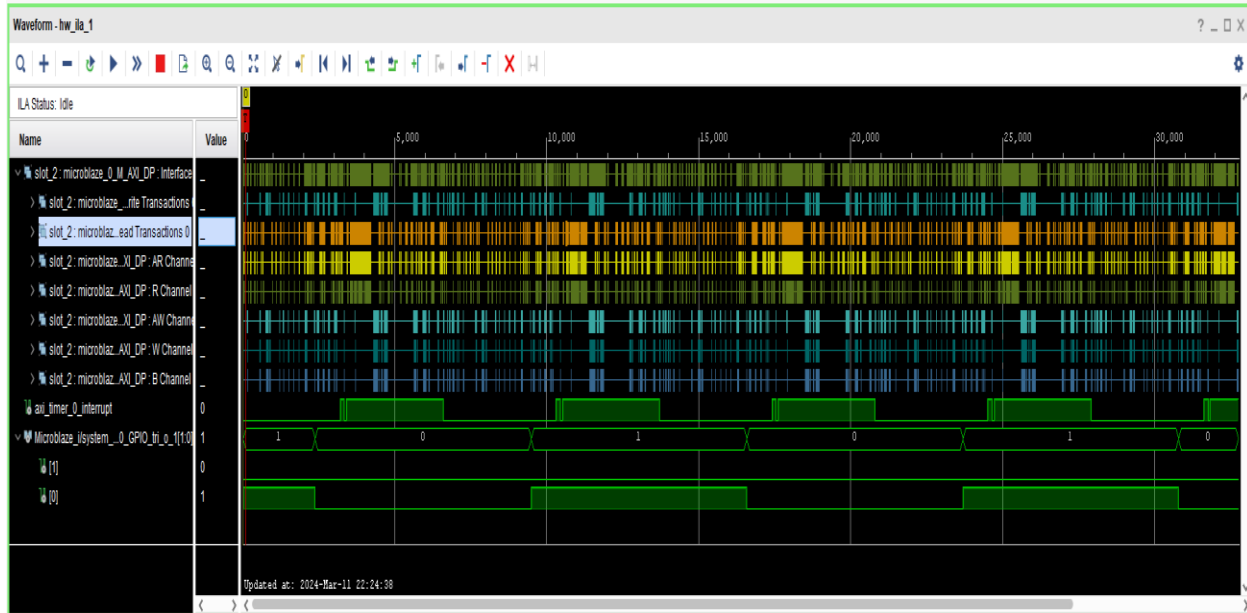 Waveform - hw_ila_1
? _ □ X
ILA Status: Idle
Name Value
0
0 5,000 10,000 15,000 20,000 25,000 30,000
slot_2 : microblaze_0_M_AXI_DP : Interface _
slot_2 : microblaze_...rite Transactions _
slot_2 : microblaz..ead Transactions 0 _
slot_2 : microblaze...XI_DP : AR Channe _
slot_2 : microblaz..AXI_DP : R Channel _
slot_2 : microblaze...XI_DP : AW Chann _
slot_2 : microblaz..AXI_DP : W Channel _
slot_2 : microblaz..AXI_DP : B Channel _
axi_timer_0_interrupt 0
Microblaze_i/system_...0_GPIO_tri_o_1[1:0] 1 1 0 1 0 1 0
[1] 0
[0] 1
Updated at: 2024-Mar-11 22:24:38